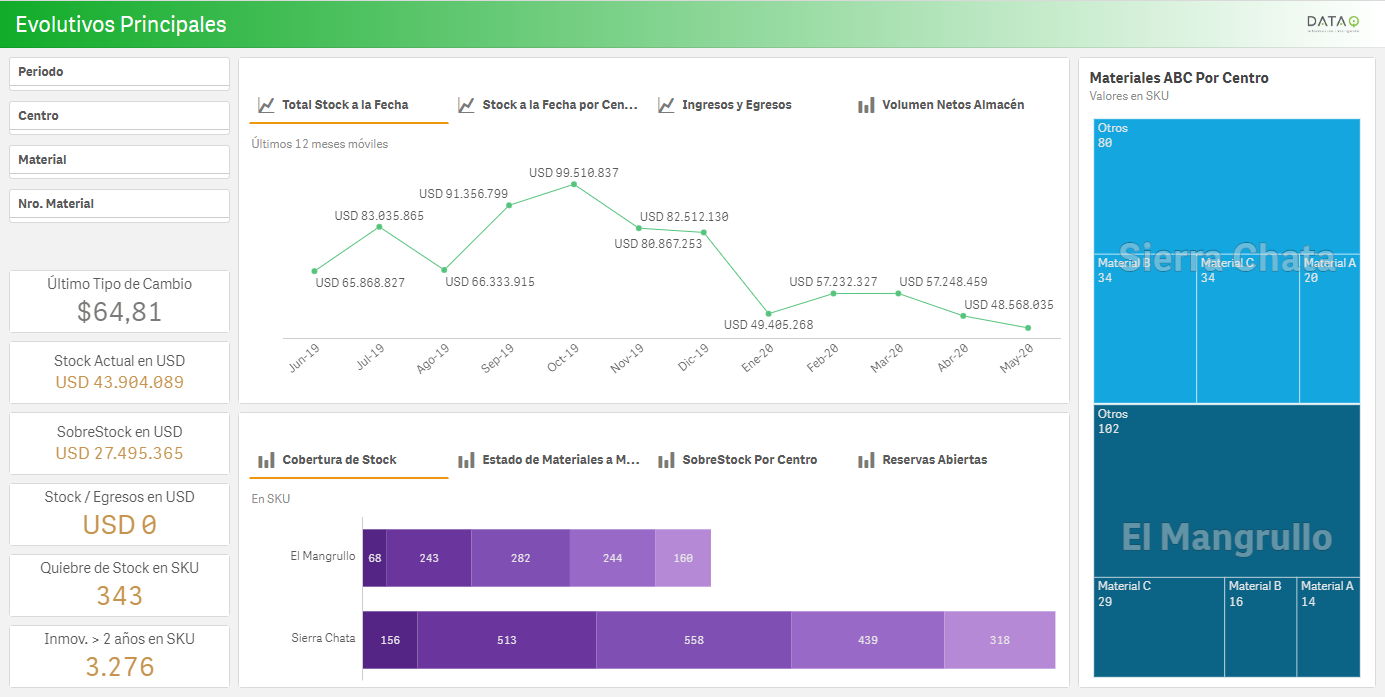 Evolutivos Principales
DATA Q
Periodo
Centro
Material
Nro. Material
Último Tipo de Cambio
$64,81
Stock Actual en USD
USD 43.904.089
SobreStock en USD
USD 27.495.365
Stock / Egresos en USD
USD 0
Quiebre de Stock en SKU
343
Inmov. > 2 años en SKU
3.276
Total Stock a la Fecha
Stock a la Fecha por Cen...
Ingresos y Egresos
Volumen Netos Almacén
Últimos 12 meses móviles
USD 65.868.827
USD 83.035.865
USD 66.333.915
USD 91.356.799
USD 99.510.837
USD 82.512.130
USD 80.867.253
USD 49.405.268
USD 57.232.327
USD 57.248.459
USD 48.568.035
Jun-19
Jul-19
Ago-19
Sep-19
Oct-19
Nov-19
Dic-19
Ene-20
Feb-20
Mar-20
Abr-20
May-20
Cobertura de Stock
Estado de Materiales a M...
SobreStock Por Centro
Reservas Abiertas
En SKU
El Mangrullo
68
243
282
244
160
Sierra Chata
156
513
558
439
318
Materiales ABC Por Centro
Valores en SKU
Otros
80
Sierra Chata
Material B
34
Material C
34
Material A
20
Otros
102
El Mangrullo
Material C
29
Material B
16
Material A
14